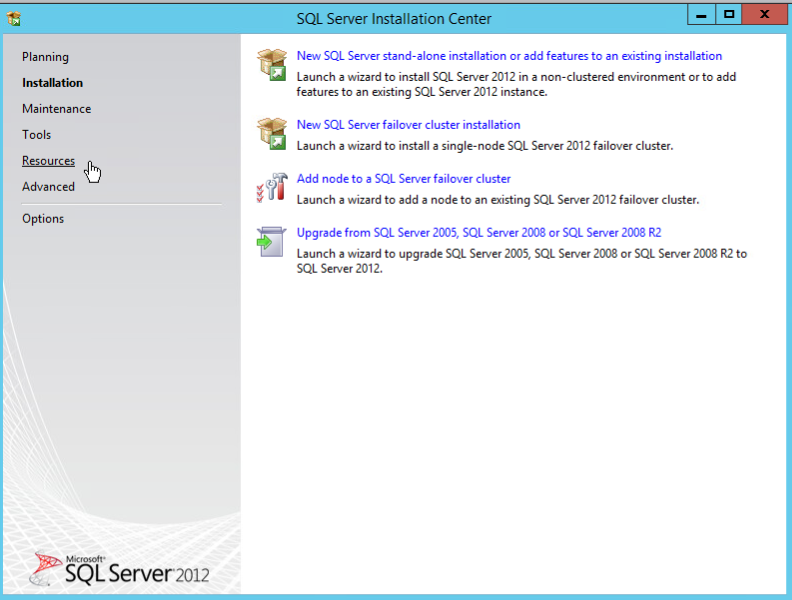 SQL Server Installation Center
Planning
Installation
Maintenance
Tools
Resources
Advanced
Options
New SQL Server stand-alone installation or add features to an existing installation
Launch a wizard to install SQL Server 2012 in a non-clustered environment or to add
features to an existing SQL Server 2012 instance.
New SQL Server failover cluster installation
Launch a wizard to install a single-node SQL Server 2012 failover cluster.
Add node to a SQL Server failover cluster
Launch a wizard to add a node to an existing SQL Server 2012 failover cluster.
Upgrade from SQL Server 2005, SQL Server 2008 or SQL Server 2008 R2
Launch a wizard to upgrade SQL Server 2005, SQL Server 2008 or SQL Server 2008 R2 to
SQL Server 2012.
Microsoft®
SQL Server® 2012